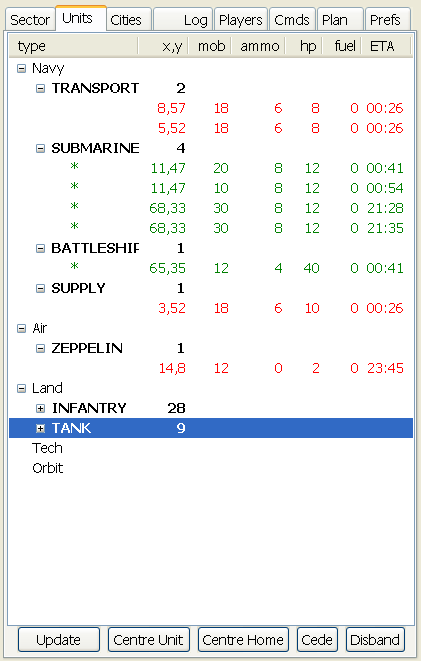 Sector Units Cities Log Players Cmds Plan Prefs
type x,y mob ammo hp fuel ETA
Navy
TRANSPORT 2
8,57 18 6 8 0 00:26
5,52 18 6 8 0 00:26
SUBMARINE 4
* 11,47 20 8 12 0 00:41
* 11,47 10 8 12 0 00:54
* 68,33 30 8 12 0 21:28
* 68,33 30 8 12 0 21:35
BATTLESHIP 1
* 65,35 12 4 40 0 00:41
SUPPLY 1
3,52 18 6 10 0 00:26
Air
ZEPPELIN 1
14,8 12 0 2 0 23:45
Land
INFANTRY 28
TANK 9
Tech
Orbit
Update Centre Unit Centre Home Cede Disband